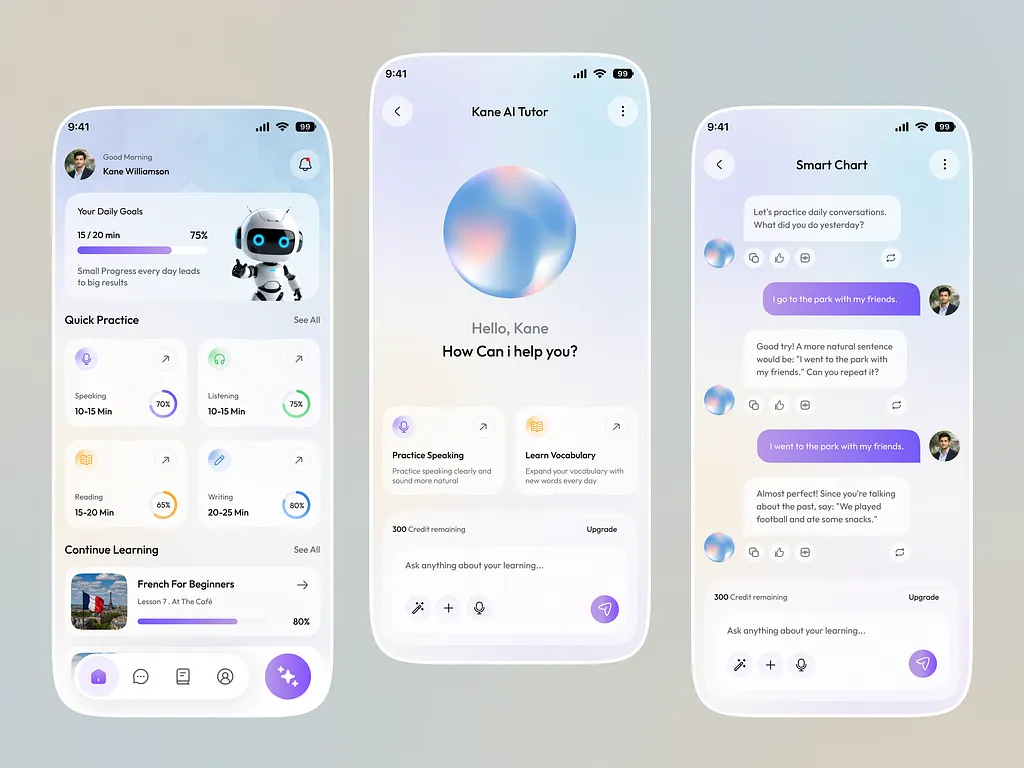 9:41
99
Good Morning
Kane Williamson
Your Daily Goals
15 / 20 min
75%
Small Progress every day leads
to big results
Quick Practice
See All
Speaking
10-15 Min
70%
Listening
10-15 Min
75%
Reading
15-20 Min
65%
Writing
20-25 Min
80%
Continue Learning
See All
French For Beginners
Lesson 7 . At The Café
80%
9:41
99
Kane AI Tutor
Hello, Kane
How Can i help you?
Practice Speaking
Practice speaking clearly and
sound more natural
Learn Vocabulary
Expand your vocabulary with
new words every day
300 Credit remaining
Upgrade
Ask anything about your learning...
9:41
99
Smart Chart
Let's practice daily conversations.
What did you do yesterday?
I go to the park with my friends.
Good try! A more natural sentence
would be: "I went to the park with
my friends." Can you repeat it?
I went to the park with my friends.
Almost perfect! Since you're talking
about the past, say: "We played
football and ate some snacks."
300 Credit remaining
Upgrade
Ask anything about your learning...